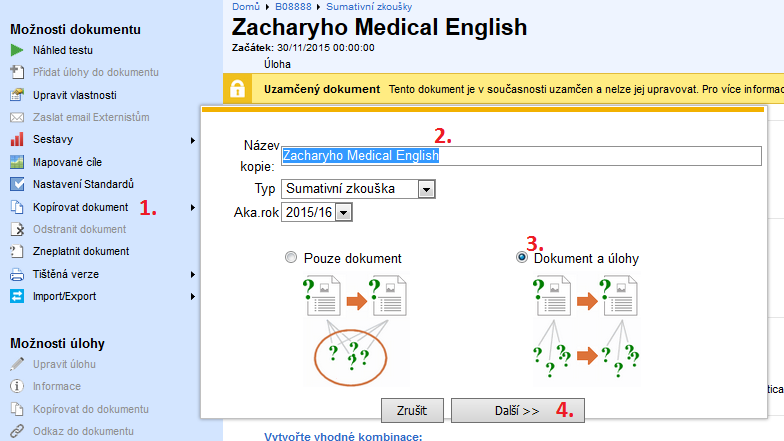 Možnosti dokumentu
Náhled testu
Přidat úlohy do dokumentu
Upravit vlastnosti
Zaslat email Externistům
Sestavy
Mapované cíle
Nastavení Standardů
Kopírovat dokument 1.
Odstranit dokument
Zneplatnit dokument
Tištěná verze
Import/Export
Možnosti úlohy
Upravit úlohu
Informace
Kopírovat do dokumentu
Odkaz do dokumentu
Domů B08888 Sumativní zkoušky
Zacharyho Medical English
Začátek: 30/11/2015 00:00:00
Úloha
Uzamčený dokument Tento dokument je v současnosti uzamčen a nelze jej upravovat. Pro více informac
2.
Název kopie: Zacharyho Medical English
Typ Sumativní zkouška
Aka.rok 2015/16
3.
Pouze dokument Dokument a úlohy
Zrušit Další >> 4.
tica
Vytvořte vhodné kombinace: